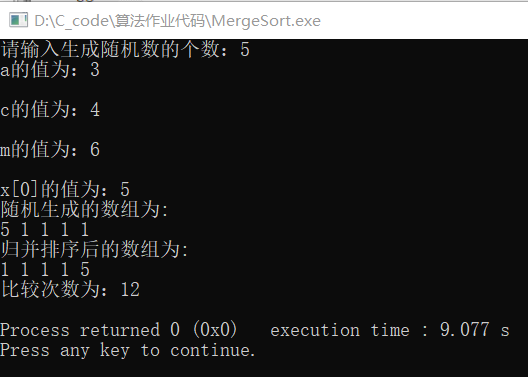 D:\C_code\算法作业代码\MergeSort.exe
请输入生成随机数的个数：5
a的值为：3
c的值为：4
m的值为：6
x[0]的值为：5
随机生成的数组为:
5 1 1 1 1
归并排序后的数组为:
1 1 1 1 5
比较次数为：12
Process returned 0 (0x0)   execution time : 9.077 s
Press any key to continue.